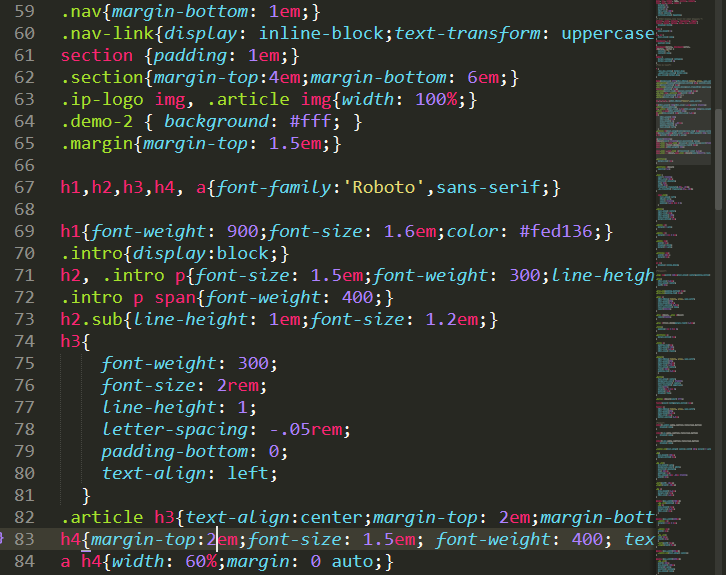 59 .nav{margin-bottom: 1em;}
60 .nav-link{display: inline-block;text-transform: uppercase
61 section {padding: 1em;}
62 .section{margin-top:4em;margin-bottom: 6em;}
63 .ip-logo img, .article img{width: 100%;}
64 .demo-2 { background: #fff; }
65 .margin{margin-top: 1.5em;}
66
67 h1,h2,h3,h4, a{font-family:'Roboto',sans-serif;}
68
69 h1{font-weight: 900;font-size: 1.6em;color: #fed136;}
70 .intro{display:block;}
71 h2, .intro p{font-size: 1.5em;font-weight: 300;line-heigh
72 .intro p span{font-weight: 400;}
73 h2.sub{line-height: 1em;font-size: 1.2em;}
74 h3{
75 font-weight: 300;
76 font-size: 2rem;
77 line-height: 1;
78 letter-spacing: -.05rem;
79 padding-bottom: 0;
80 text-align: left;
81 }
82 .article h3{text-align:center;margin-top: 2em;margin-bott
83 h4{margin-top:2em;font-size: 1.5em; font-weight: 400; tex
84 a h4{width: 60%;margin: 0 auto;}